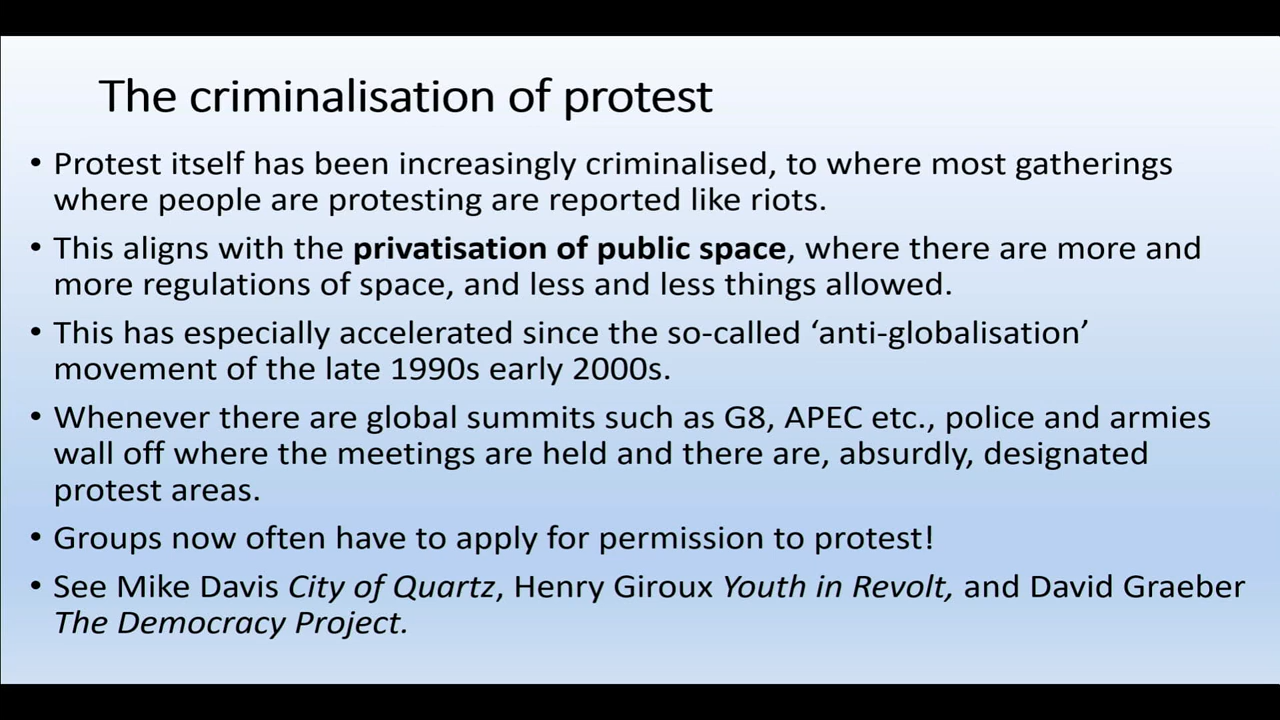 The criminalisation of protest
• Protest itself has been increasingly criminalised, to where most gatherings
where people are protesting are reported like riots.
• This aligns with the privatisation of public space, where there are more and
more regulations of space, and less and less things allowed.
• This has especially accelerated since the so-called ‘anti-globalisation’
movement of the late 1990s early 2000s.
• Whenever there are global summits such as G8, APEC etc., police and armies
wall off where the meetings are held and there are, absurdly, designated
protest areas.
• Groups now often have to apply for permission to protest!
• See Mike Davis City of Quartz, Henry Giroux Youth in Revolt, and David Graeber
The Democracy Project.